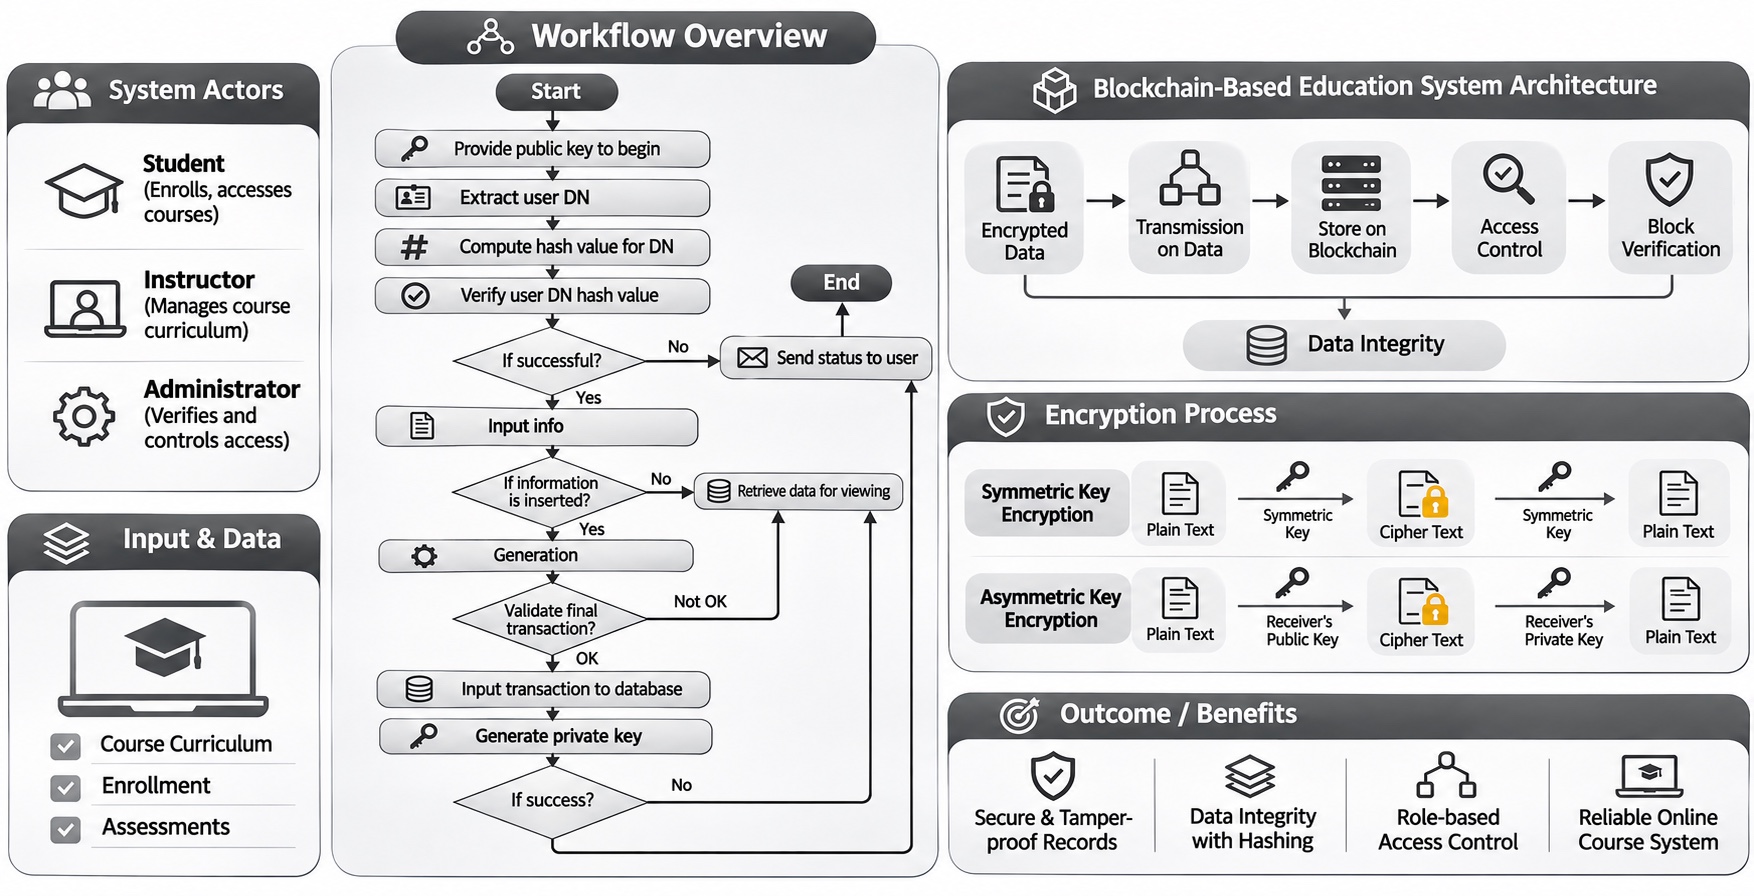 Workflow Overview
System Actors
Student
(Enrolls, accesses
courses)
Instructor
(Manages course
curriculum)
Administrator
(Verifies and
controls access)
Input & Data
Course Curriculum
Enrollment
Assessments
Start
Provide public key to begin
Extract user DN
# Compute hash value for DN
Verify user DN hash value
If successful?
No
Send status to user
End
Yes
Input info
If information
is inserted?
No
Retrieve data for viewing
Yes
Generation
Validate final
transaction?
Not OK
OK
Input transaction to database
Generate private key
If success?
No
Blockchain-Based Education System Architecture
Encrypted
Data
Transmission
on Data
Store on
Blockchain
Access
Control
Block
Verification
Data Integrity
Encryption Process
Symmetric Key
Encryption
Plain Text
Symmetric
Key
Cipher Text
Symmetric
Key
Plain Text
Asymmetric Key
Encryption
Plain Text
Receiver's
Public Key
Cipher Text
Receiver's
Private Key
Plain Text
Outcome / Benefits
Secure & Tamper-
proof Records
Data Integrity
with Hashing
Role-based
Access Control
Reliable Online
Course System